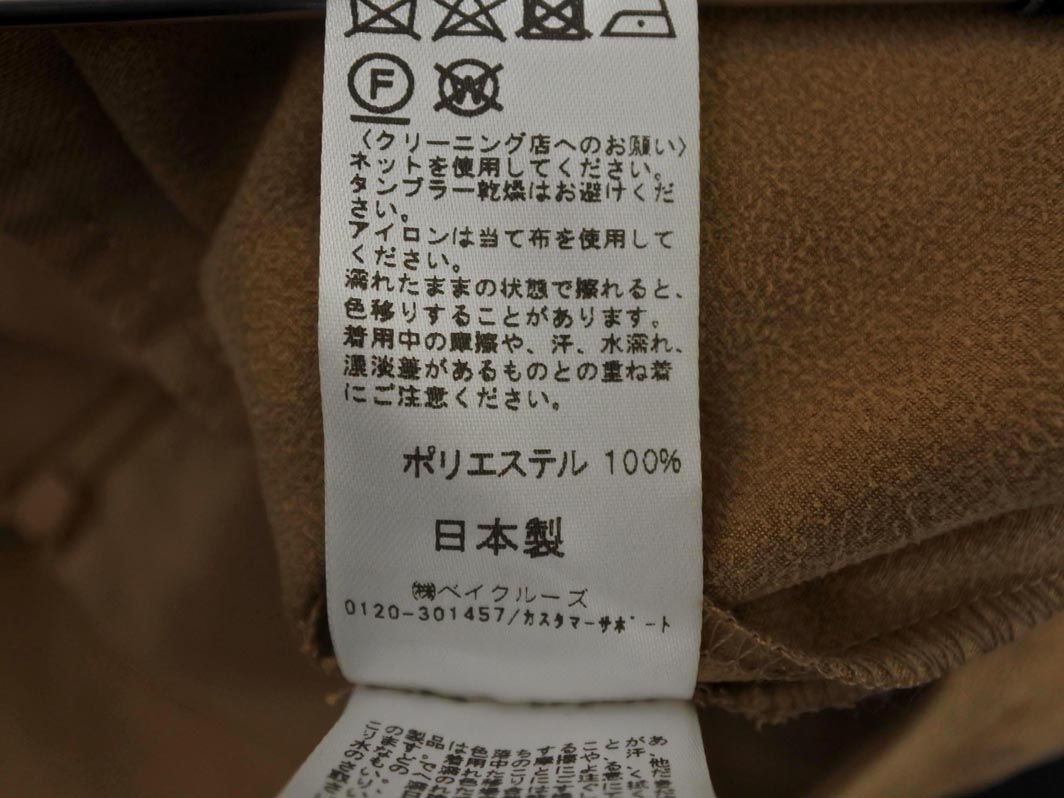 F
W
〈クリーニング店へのお願い〉
ネットを使用してください。
タンブラー乾燥はお避けくだ
さい。
アイロンは当て布を使用して
ください。
濡れたままの状態で擦れると、
色移りすることがあります。
着用中の摩擦や、汗、水濡れ、
濃淡差があるものとの重ね着
にご注意ください。
ポリエステル 100%
日本製
㈱ベイクルーズ
0120-301457/カスタマーサポート